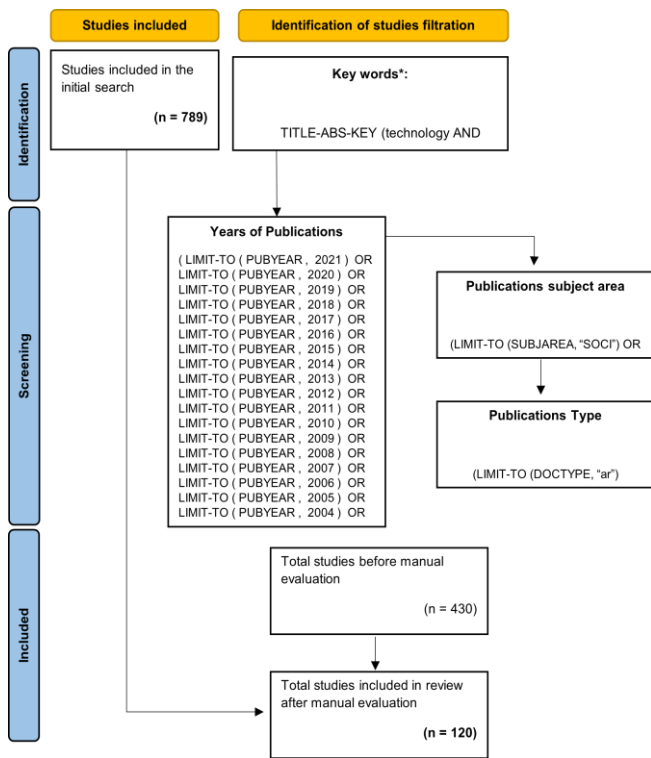 Studies included
Identification of studies filtration
Identification
Studies included in the
initial search
(n = 789)
Key words*:
TITLE-ABS-KEY (technology AND
Screening
Years of Publications
( LIMIT-TO ( PUBYEAR , 2021 ) OR
LIMIT-TO ( PUBYEAR , 2020 ) OR
LIMIT-TO ( PUBYEAR , 2019 ) OR
LIMIT-TO ( PUBYEAR , 2018 ) OR
LIMIT-TO ( PUBYEAR , 2017 ) OR
LIMIT-TO ( PUBYEAR , 2016 ) OR
LIMIT-TO ( PUBYEAR , 2015 ) OR
LIMIT-TO ( PUBYEAR , 2014 ) OR
LIMIT-TO ( PUBYEAR , 2013 ) OR
LIMIT-TO ( PUBYEAR , 2012 ) OR
LIMIT-TO ( PUBYEAR , 2011 ) OR
LIMIT-TO ( PUBYEAR , 2010 ) OR
LIMIT-TO ( PUBYEAR , 2009 ) OR
LIMIT-TO ( PUBYEAR , 2008 ) OR
LIMIT-TO ( PUBYEAR , 2007 ) OR
LIMIT-TO ( PUBYEAR , 2006 ) OR
LIMIT-TO ( PUBYEAR , 2005 ) OR
LIMIT-TO ( PUBYEAR , 2004 ) OR
Publications subject area
(LIMIT-TO (SUBJAREA, “SOCI”) OR
Publications Type
(LIMIT-TO (DOCTYPE, “ar”)
Included
Total studies before manual
evaluation
(n = 430)
Total studies included in review
after manual evaluation
(n = 120)